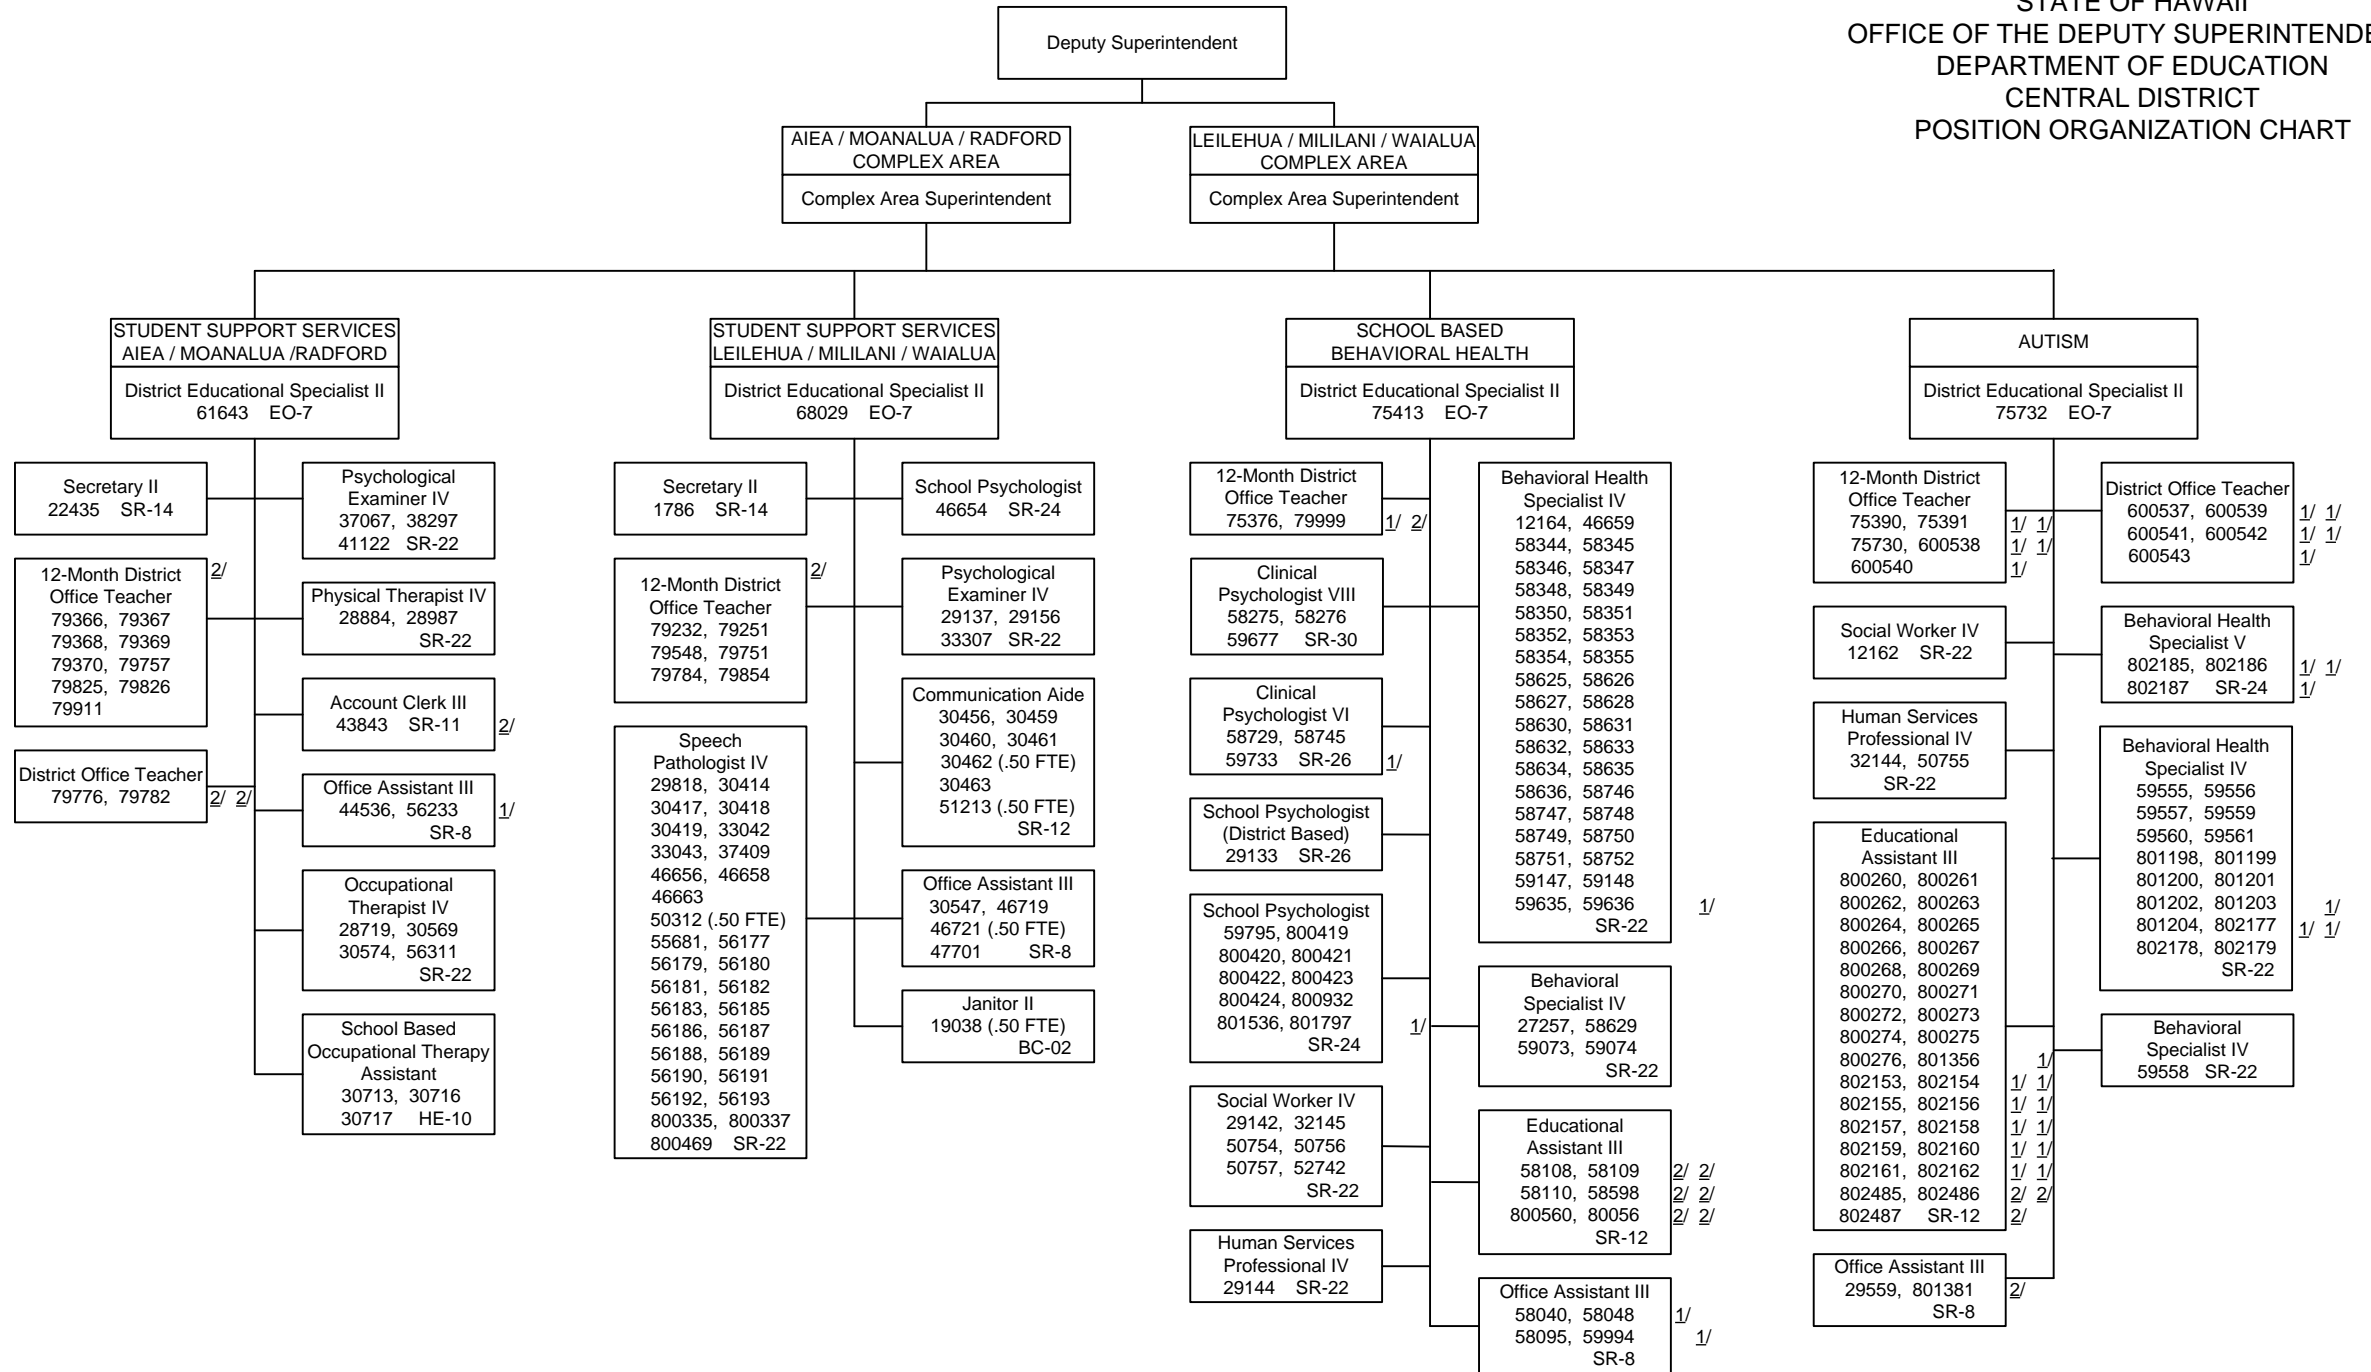 STATE OF HAWAII
OFFICE OF THE DEPUTY SUPERINTENDE
DEPARTMENT OF EDUCATION
CENTRAL DISTRICT
POSITION ORGANIZATION CHART
Deputy Superintendent
AIEA / MOANALUA / RADFORD
COMPLEX AREA
Complex Area Superintendent
LEILEHUA / MILILANI / WAIALUA
COMPLEX AREA
Complex Area Superintendent
STUDENT SUPPORT SERVICES
AIEA / MOANALUA /RADFORD
District Educational Specialist II
61643 EO-7
Secretary II
22435 SR-14
12-Month District
Office Teacher
2/
79366, 79367
79368, 79369
79370, 79757
79825, 79826
79911
District Office Teacher
79776, 79782
2/ 2/
Psychological
Examiner IV
37067, 38297
41122 SR-22
Physical Therapist IV
28884, 28987
SR-22
Account Clerk III
43843 SR-11
2/
Office Assistant III
44536, 56233
1/
SR-8
Occupational
Therapist IV
28719, 30569
30574, 56311
SR-22
School Based
Occupational Therapy
Assistant
30713, 30716
30717 HE-10
STUDENT SUPPORT SERVICES
LEILEHUA / MILILANI / WAIALUA
District Educational Specialist II
68029 EO-7
Secretary II
1786 SR-14
2/
12-Month District
Office Teacher
79232, 79251
79548, 79751
79784, 79854
Speech
Pathologist IV
29818, 30414
30417, 30418
30419, 33042
33043, 37409
46656, 46658
46663
50312 (.50 FTE)
55681, 56177
56179, 56180
56181, 56182
56183, 56185
56186, 56187
56188, 56189
56190, 56191
56192, 56193
800335, 800337
800469 SR-22
School Psychologist
46654 SR-24
Psychological
Examiner IV
29137, 29156
33307 SR-22
Communication Aide
30456, 30459
30460, 30461
30462 (.50 FTE)
30463
51213 (.50 FTE)
SR-12
Office Assistant III
30547, 46719
46721 (.50 FTE)
47701 SR-8
Janitor II
19038 (.50 FTE)
BC-02
SCHOOL BASED
BEHAVIORAL HEALTH
District Educational Specialist II
75413 EO-7
12-Month District
Office Teacher
75376, 79999
1/ 2/
Clinical
Psychologist VIII
58275, 58276
59677 SR-30
Clinical
Psychologist VI
58729, 58745
59733 SR-26
1/
School Psychologist
(District Based)
29133 SR-26
School Psychologist
59795, 800419
800420, 800421
800422, 800423
800424, 800932
801536, 801797
1/
SR-24
Social Worker IV
29142, 32145
50754, 50756
50757, 52742
SR-22
Human Services
Professional IV
29144 SR-22
Behavioral Health
Specialist IV
12164, 46659
58344, 58345
58346, 58347
58348, 58349
58350, 58351
58352, 58353
58354, 58355
58625, 58626
58627, 58628
58630, 58631
58632, 58633
58634, 58635
58636, 58746
58747, 58748
58749, 58750
58751, 58752
59147, 59148
59635, 59636
1/
SR-22
Behavioral
Specialist IV
27257, 58629
59073, 59074
SR-22
Educational
Assistant III
58108, 58109
2/ 2/
58110, 58598
2/ 2/
800560, 80056
2/ 2/
SR-12
Office Assistant III
58040, 58048
1/
58095, 59994
1/
SR-8
AUTISM
District Educational Specialist II
75732 EO-7
12-Month District
Office Teacher
75390, 75391
1/ 1/
75730, 600538
1/ 1/
600540
1/
Social Worker IV
12162 SR-22
Human Services
Professional IV
32144, 50755
SR-22
Educational
Assistant III
800260, 800261
800262, 800263
800264, 800265
800266, 800267
800268, 800269
800270, 800271
800272, 800273
800274, 800275
800276, 801356
1/
802153, 802154
1/ 1/
802155, 802156
1/ 1/
802157, 802158
1/ 1/
802159, 802160
1/ 1/
802161, 802162
1/ 1/
802485, 802486
2/ 2/
802487 SR-12
2/
Office Assistant III
29559, 801381
2/
SR-8
District Office Teacher
600537, 600539
1/ 1/
600541, 600542
1/ 1/
600543
1/
Behavioral Health
Specialist V
802185, 802186
1/ 1/
802187 SR-24
1/
Behavioral Health
Specialist IV
59555, 59556
59557, 59559
59560, 59561
801198, 801199
801200, 801201
801202, 801203
1/
801204, 802177
1/ 1/
802178, 802179
SR-22
Behavioral
Specialist IV
59558 SR-22